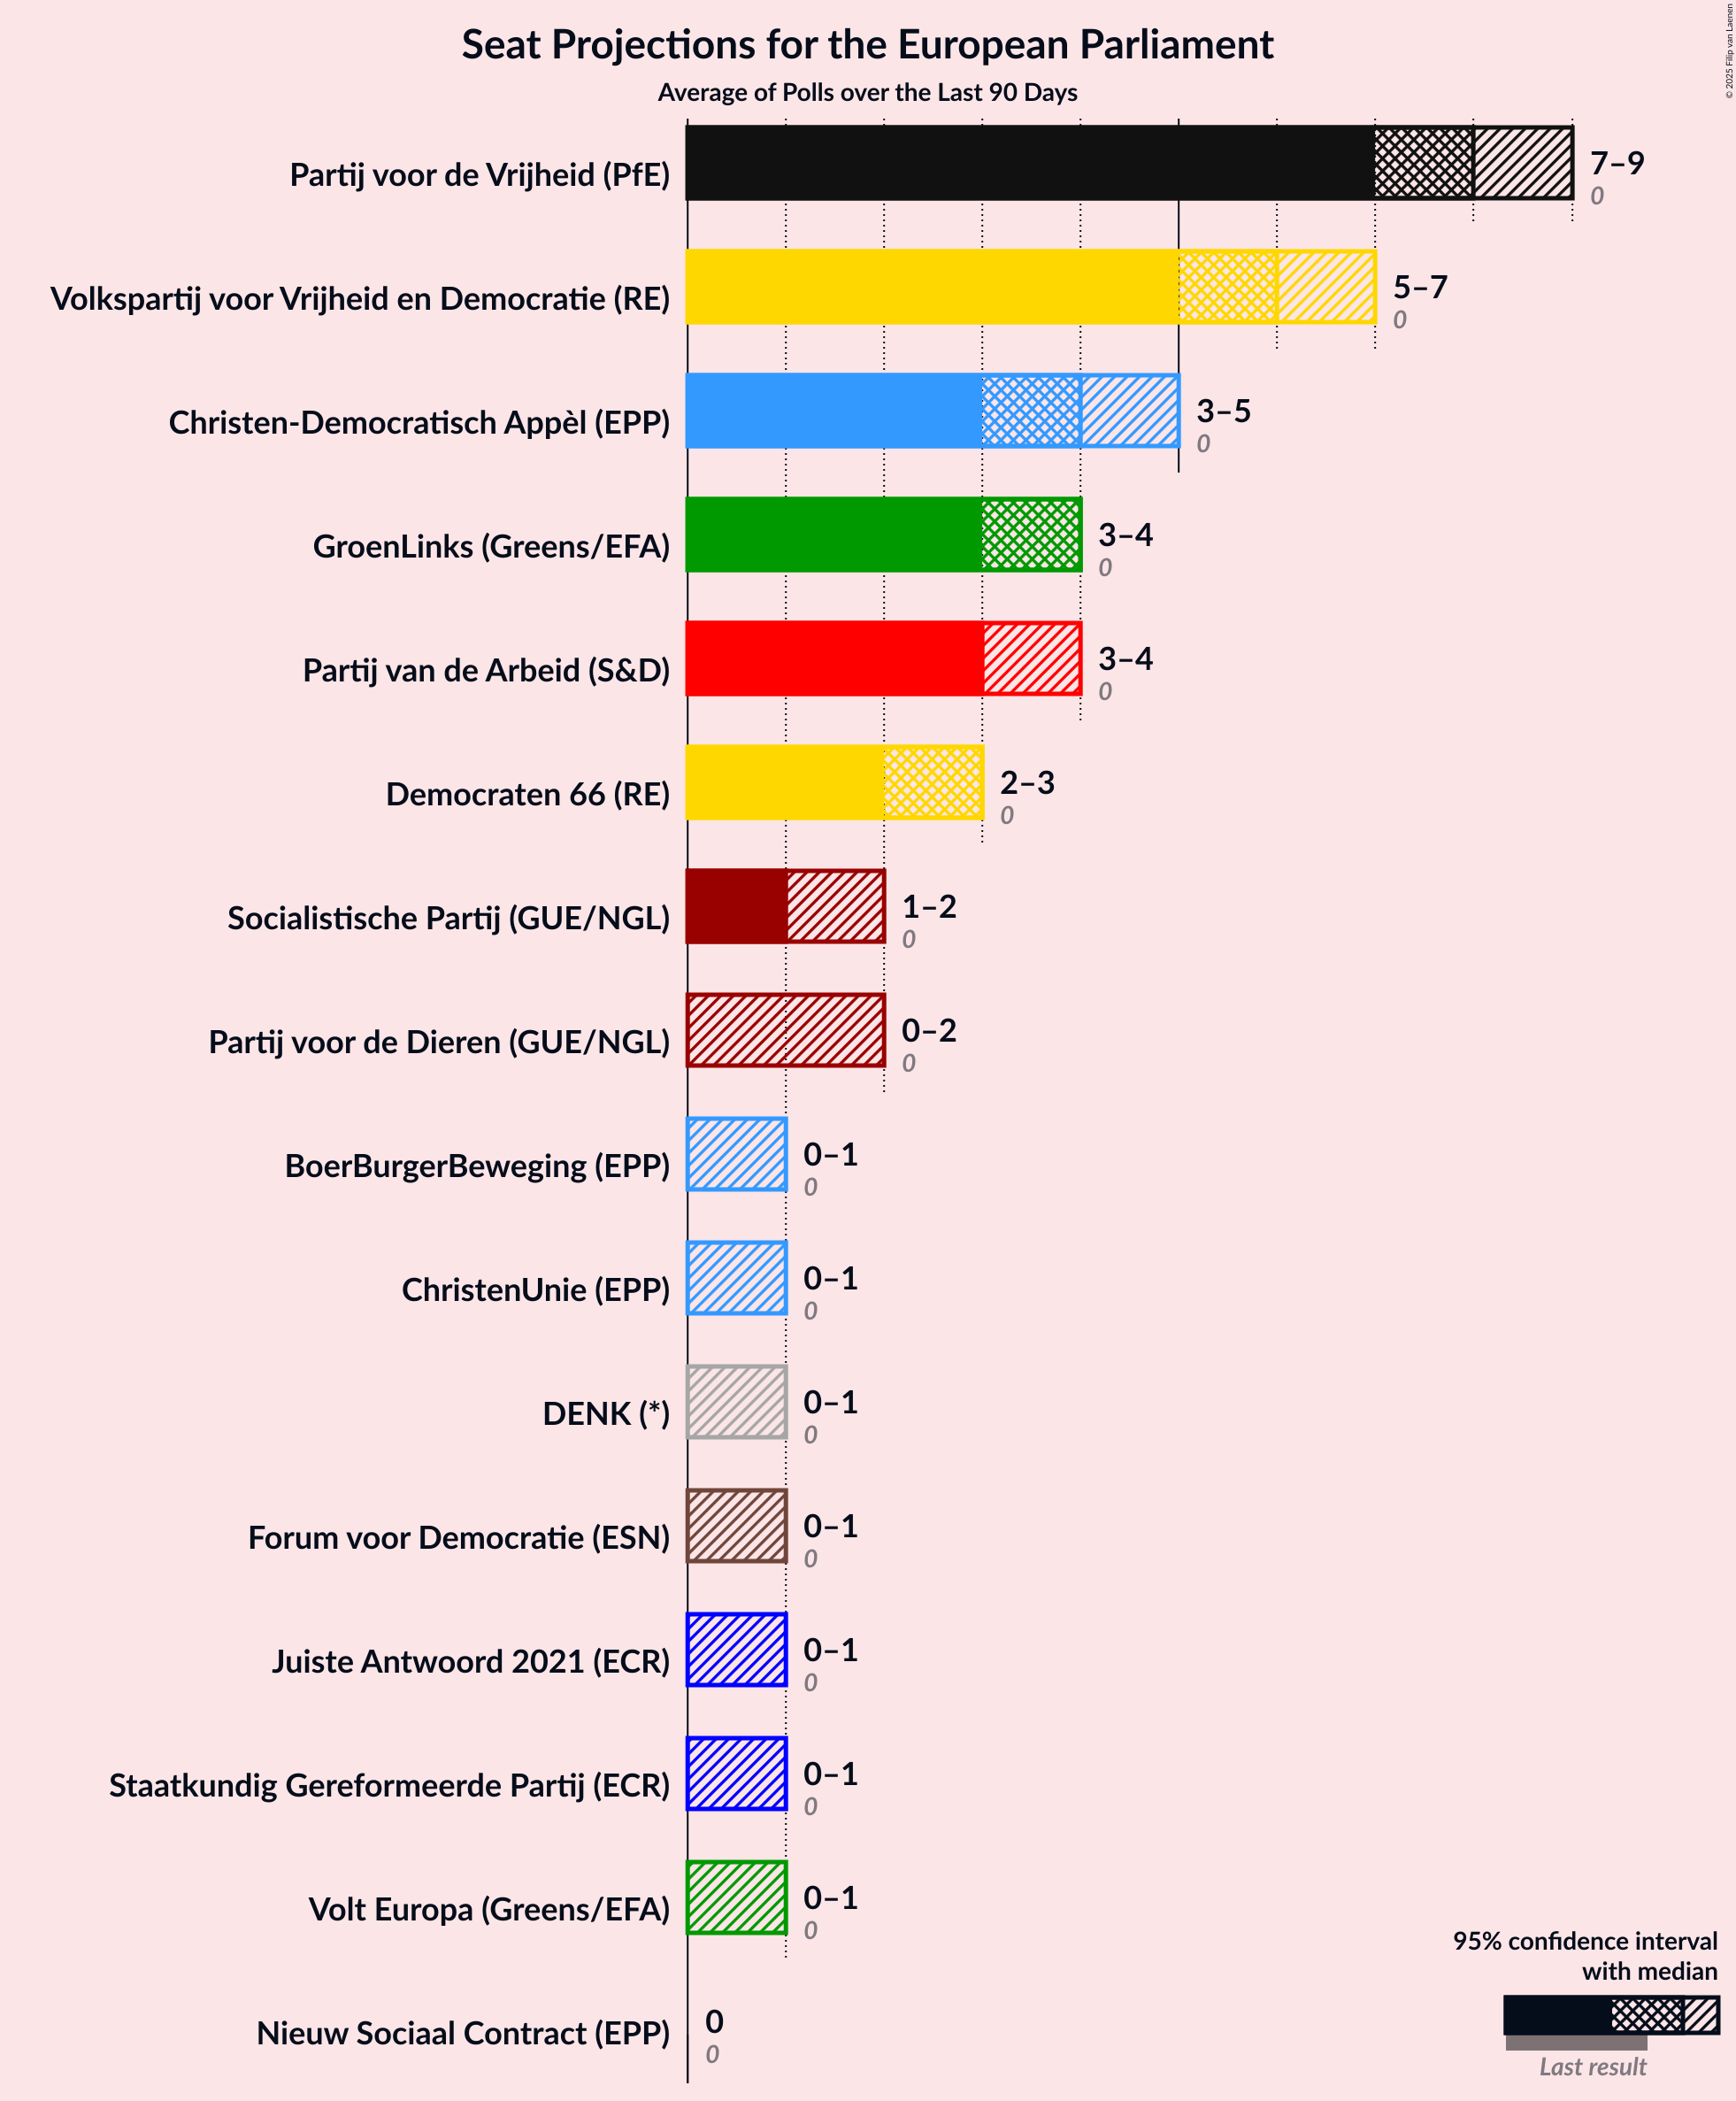 Seat Projections for the European Parliament
Average of Polls over the Last 90 Days
© 2025 Filip van Laenen
Partij voor de Vrijheid (PfE)
7–9
0
Volkspartij voor Vrijheid en Democratie (RE)
5–7
0
Christen-Democratisch Appèl (EPP)
3–5
0
GroenLinks (Greens/EFA)
3–4
0
Partij van de Arbeid (S&D)
3–4
0
Democraten 66 (RE)
2–3
0
Socialistische Partij (GUE/NGL)
1–2
0
Partij voor de Dieren (GUE/NGL)
0–2
0
BoerBurgerBeweging (EPP)
0–1
0
ChristenUnie (EPP)
0–1
0
DENK (*)
0–1
0
Forum voor Democratie (ESN)
0–1
0
Juiste Antwoord 2021 (ECR)
0–1
0
Staatkundig Gereformeerde Partij (ECR)
0–1
0
Volt Europa (Greens/EFA)
0–1
0
Nieuw Sociaal Contract (EPP)
0
0
95% confidence interval
with median
Last result